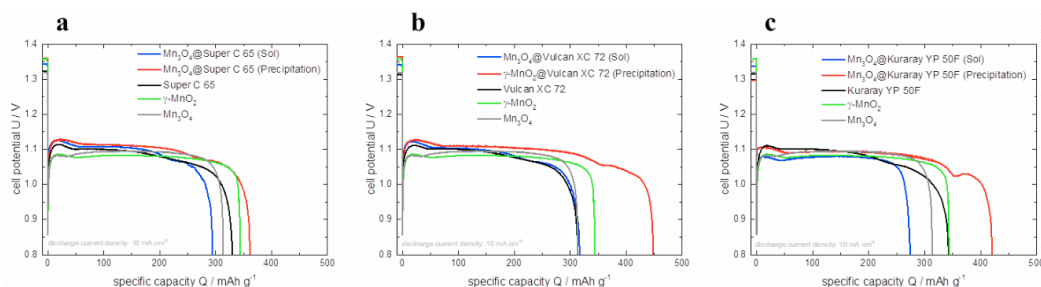 a
Mn₃O₄@Super C 65 (Sol)
Mn₃O₄@Super C 65 (Precipitation)
Super C 65
γ-MnO₂
Mn₃O₄
1.4
1.3
1.2
1.1
1.0
0.9
0.8
cell potential U / V
discharge current density: 10 mA cm⁻²
0 100 200 300 400 500
specific capacity Q / mAh g⁻¹
b
Mn₃O₄@Vulcan XC 72 (Sol)
γ-MnO₂@Vulcan XC 72 (Precipitation)
Vulcan XC 72
γ-MnO₂
Mn₃O₄
1.4
1.3
1.2
1.1
1.0
0.9
0.8
cell potential U / V
discharge current density: 10 mA cm⁻²
0 100 200 300 400 500
specific capacity Q / mAh g⁻¹
c
Mn₃O₄@Kuraray YP 50F (Sol)
Mn₃O₄@Kuraray YP 50F (Precipitation)
Kuraray YP 50F
γ-MnO₂
Mn₃O₄
1.4
1.3
1.2
1.1
1.0
0.9
0.8
cell potential U / V
discharge current density: 10 mA cm⁻²
0 100 200 300 400 500
specific capacity Q / mAh g⁻¹